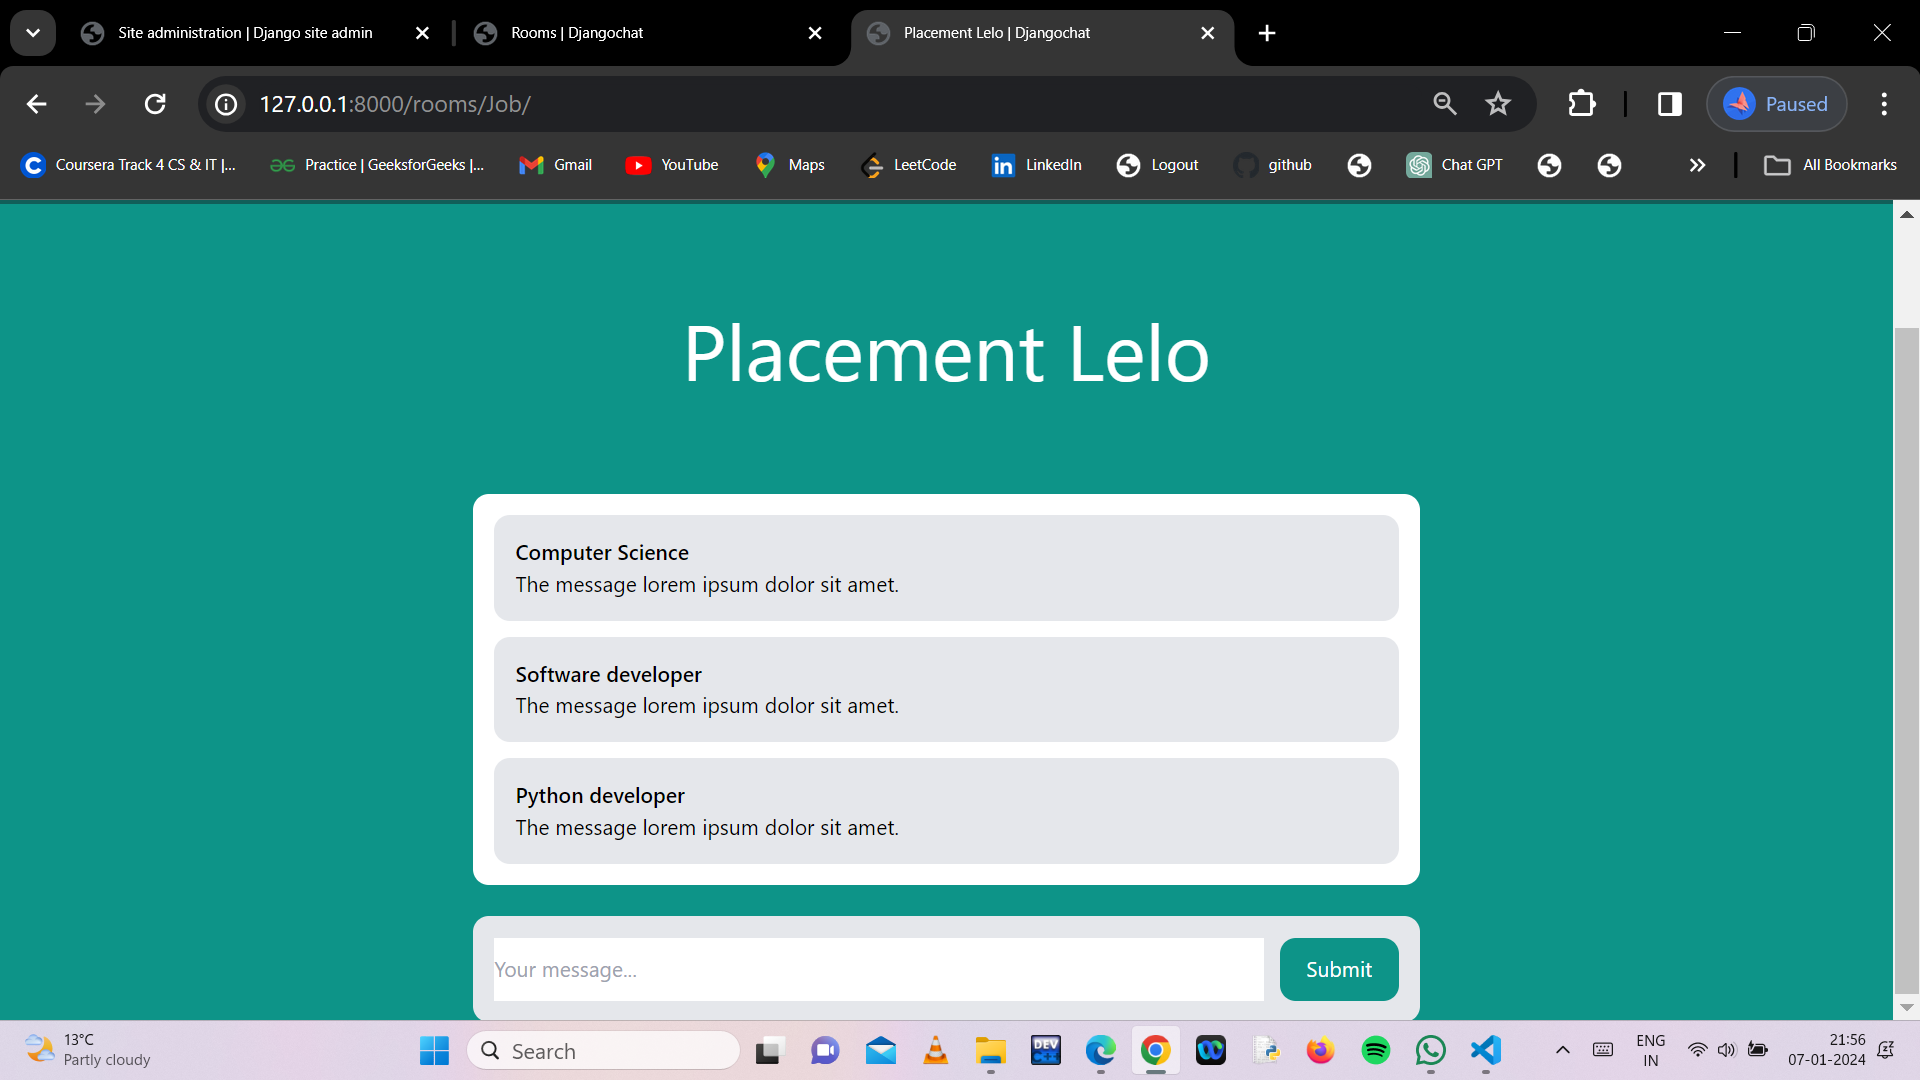 Site administration | Django site admin
Rooms | Djangochat
Placement Lelo | Djangochat
127.0.0.1:8000/rooms/Job/
Paused
Coursera Track 4 CS & IT |...
Practice | GeeksforGeeks |...
Gmail
YouTube
Maps
LeetCode
LinkedIn
Logout
github
Chat GPT
All Bookmarks
Placement Lelo
Computer Science
The message lorem ipsum dolor sit amet.
Software developer
The message lorem ipsum dolor sit amet.
Python developer
The message lorem ipsum dolor sit amet.
Your message...
Submit
13°C
Partly cloudy
Search
DEV
C++
ENG
IN
21:56
07-01-2024